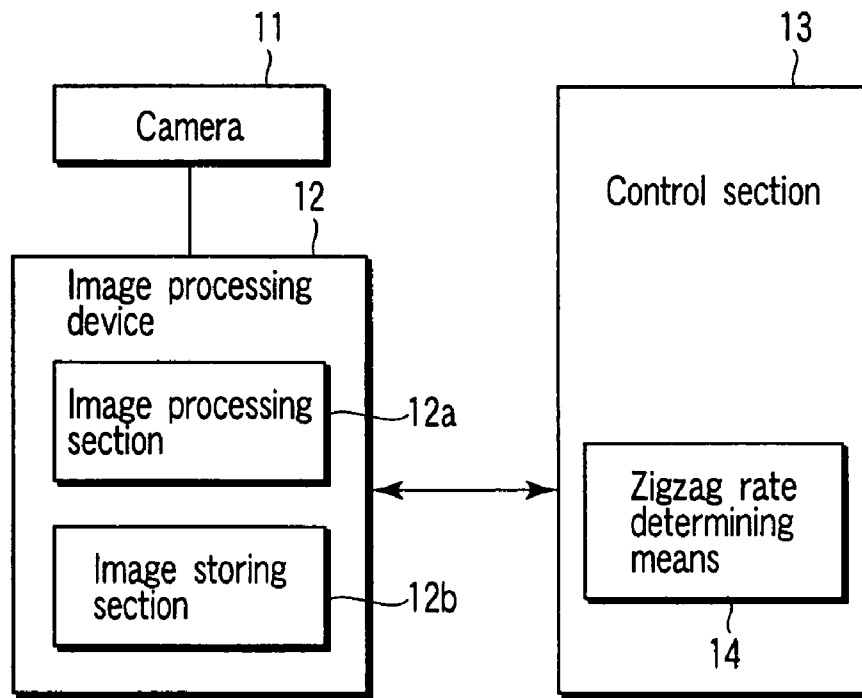 11
Camera
12
Image processing
device
Image processing
section
12a
Image storing
section
12b
13
Control section
Zigzag rate
determining
means
14